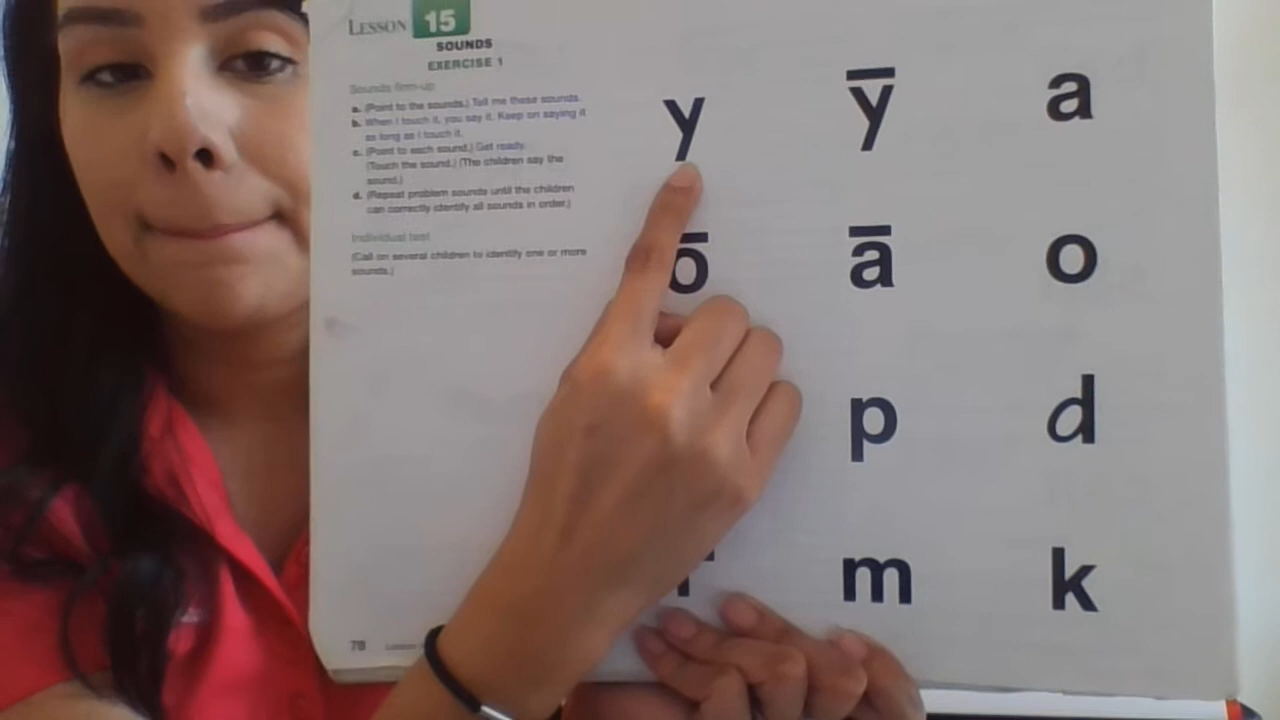 LESSON 15
SOUNDS
EXERCISE 1
Sounds firm-up
a. (Point to the sounds.) Tell me these sounds.
b. When I touch it, you say it. Keep on saying it
as long as I touch it.
c. (Point to each sound.) Get ready.
(Touch the sound.) (The children say the
sound.)
d. (Repeat problem sounds until the children
can correctly identify all sounds in order.)
Individual test
(Call on several children to identify one or more
sounds.)
y ȳ a
ō ā o
p d
m k
78 Lesson